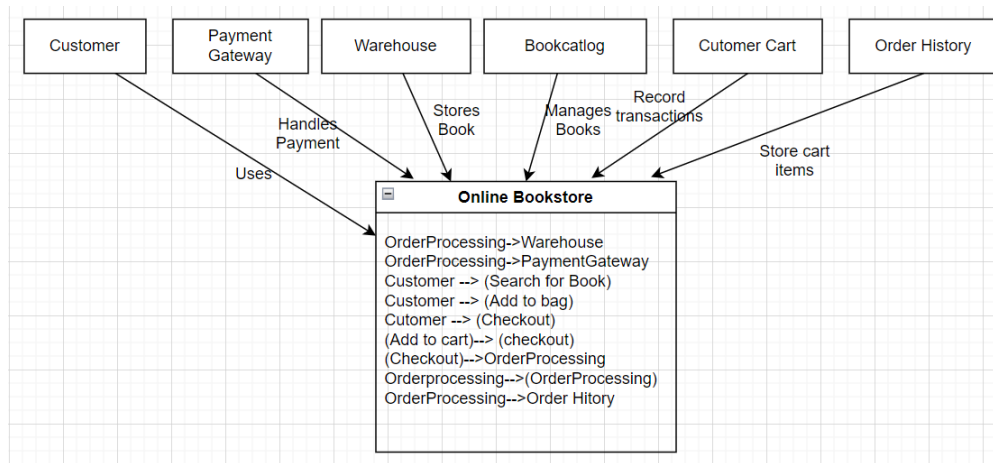 Customer
Payment
Gateway
Warehouse
Bookcatlog
Cutomer Cart
Order History
Handles
Payment
Stores
Book
Manages
Books
Record
transactions
Store cart
items
Uses
Online Bookstore
OrderProcessing->Warehouse
OrderProcessing->PaymentGateway
Customer --> (Search for Book)
Customer --> (Add to bag)
Cutomer --> (Checkout)
(Add to cart)--> (checkout)
(Checkout)-->OrderProcessing
Orderprocessing-->(OrderProcessing)
OrderProcessing-->Order Hitory